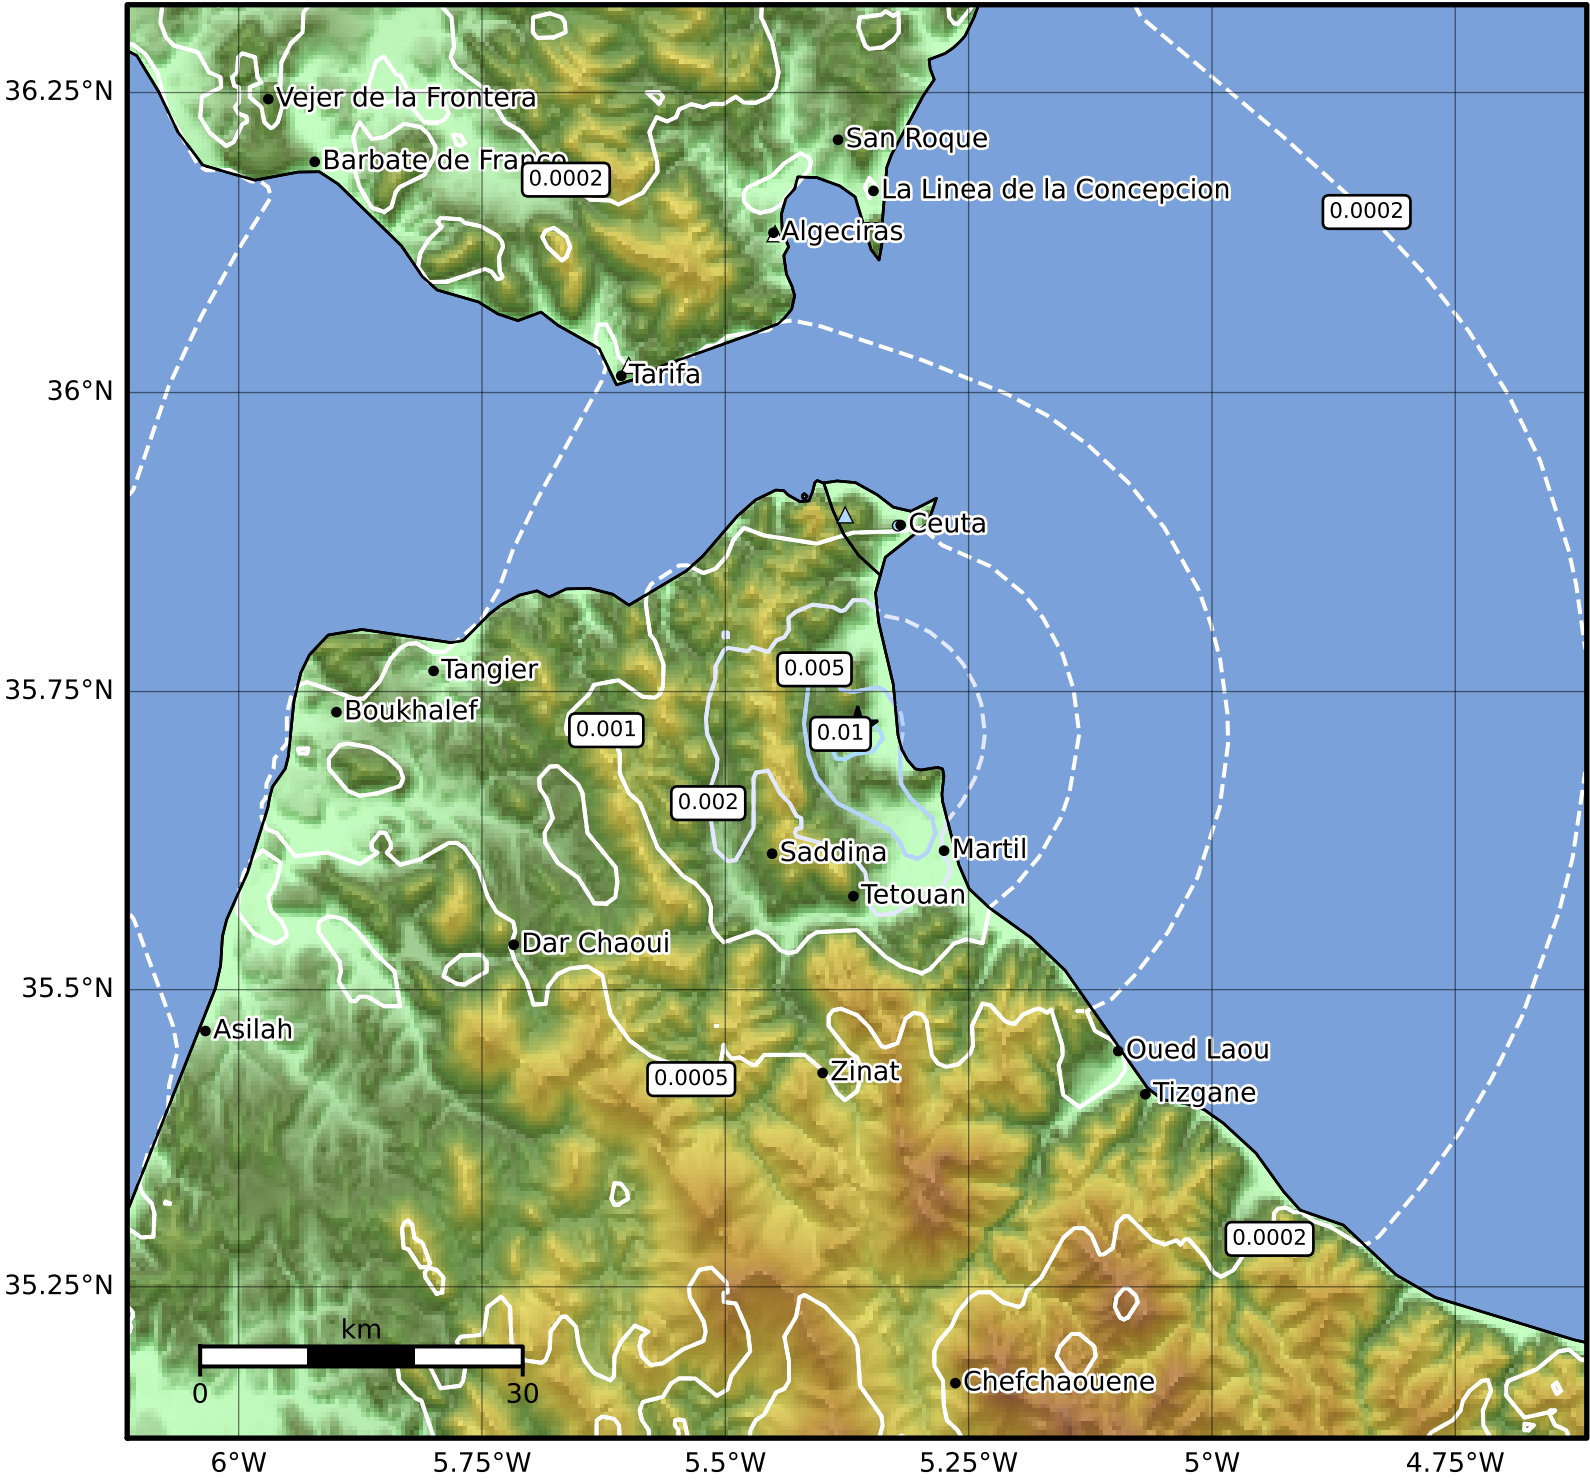 36.25°N
Vejer de la Frontera
San Roque
Barbate de Franco
0.0002
La Linea de la Concepcion
0.0002
Algeciras
Tarifa
36°N
Ceuta
35.75°N
Tangier
0.005
Boukhalef
0.001
0.01
0.002
Saddina
Martil
Tetouan
Dar Chaoui
35.5°N
Asilah
Oued Laou
Zinat
0.0005
Tizgane
0.0002
35.25°N
km
0
30
Chefchaouene
6°W
5.75°W
5.5°W
5.25°W
5°W
4.75°W